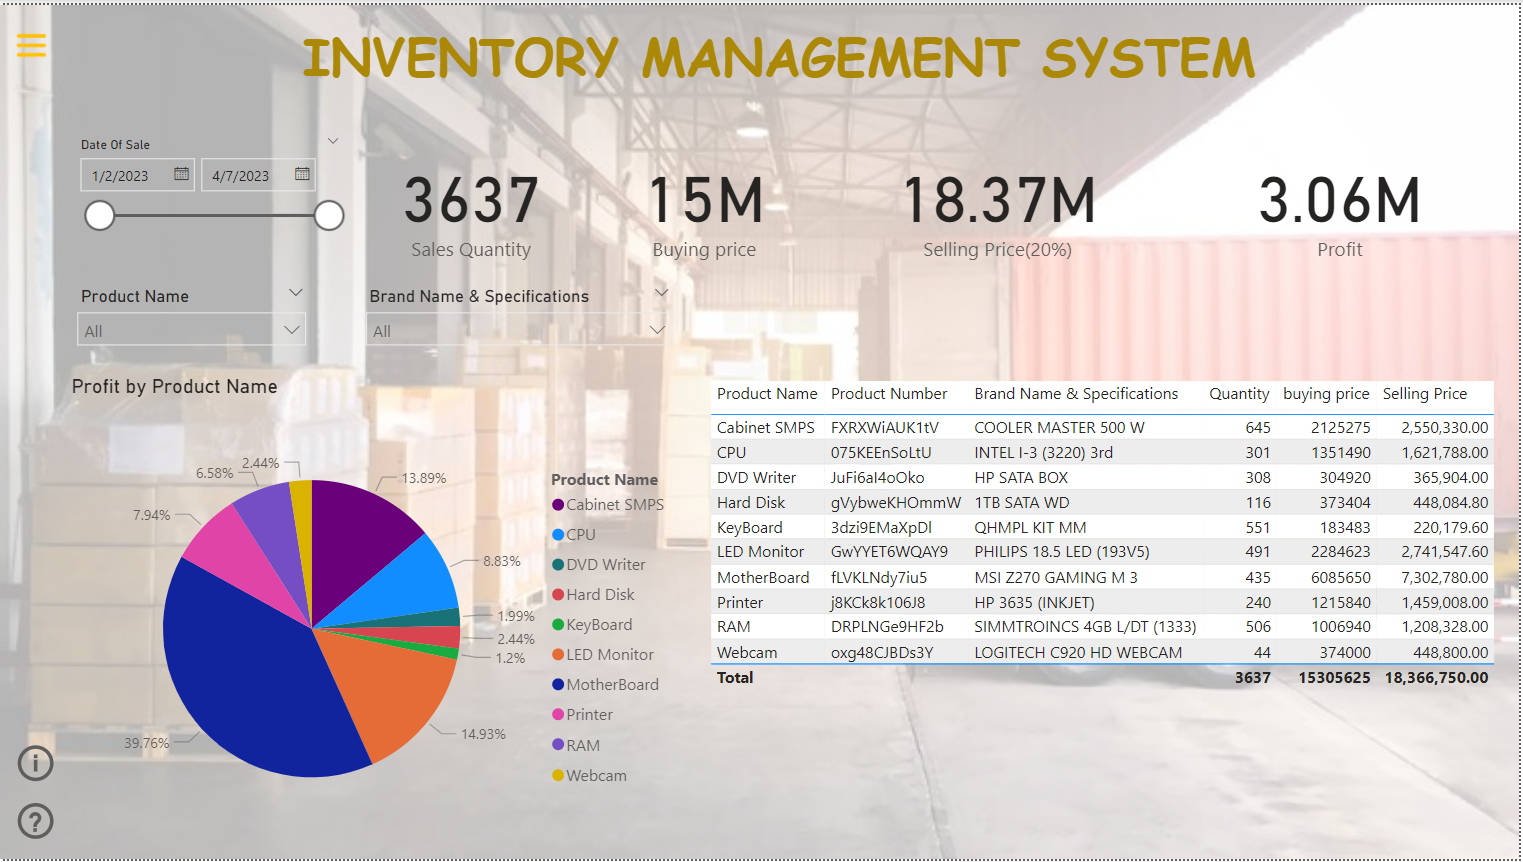 INVENTORY MANAGEMENT SYSTEM
Date Of Sale
1/2/2023 4/7/2023
3637 15M 18.37M 3.06M
Sales Quantity Buying price Selling Price(20%) Profit
Product Name Brand Name & Specifications
All All
Profit by Product Name
2.44%
6.58%
13.89%
7.94%
8.83%
1.99%
2.44%
1.2%
14.93%
39.76%
Product Name
Cabinet SMPS
CPU
DVD Writer
Hard Disk
KeyBoard
LED Monitor
MotherBoard
Printer
RAM
Webcam
Product Name Product Number Brand Name & Specifications Quantity buying price Selling Price
Cabinet SMPS FXRXWiAUK1tV COOLER MASTER 500 W 645 2125275 2,550,330.00
CPU 075KEEnSoLtU INTEL I-3 (3220) 3rd 301 1351490 1,621,788.00
DVD Writer JuFi6aI4oOko HP SATA BOX 308 304920 365,904.00
Hard Disk gVybweKHOmmW 1TB SATA WD 116 373404 448,084.80
KeyBoard 3dzi9EMaXpDl QHMPL KIT MM 551 183483 220,179.60
LED Monitor GwYYET6WQAY9 PHILIPS 18.5 LED (193V5) 491 2284623 2,741,547.60
MotherBoard fLVKLNdy7iu5 MSI Z270 GAMING M 3 435 6085650 7,302,780.00
Printer j8KCk8k106J8 HP 3635 (INKJET) 240 1215840 1,459,008.00
RAM DRPLNGe9HF2b SIMMTROINCS 4GB L/DT (1333) 506 1006940 1,208,328.00
Webcam oxg48CJBDs3Y LOGITECH C920 HD WEBCAM 44 374000 448,800.00
Total 3637 15305625 18,366,750.00
i
?